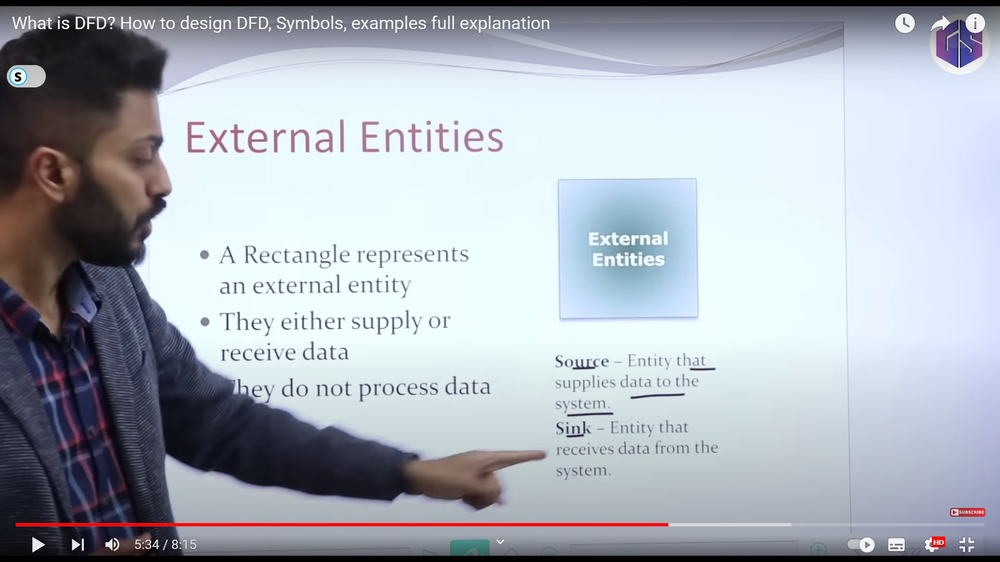 What is DFD? How to design DFD, Symbols, examples full explanation
S
External Entities
External
Entities
• A Rectangle represents
an external entity
• They either supply or
receive data
hey do not process data
Source – Entity that
supplies data to the
system.
Sink – Entity that
receives data from the
system.
SUBSCRIBE
5:34 / 8:15
HD